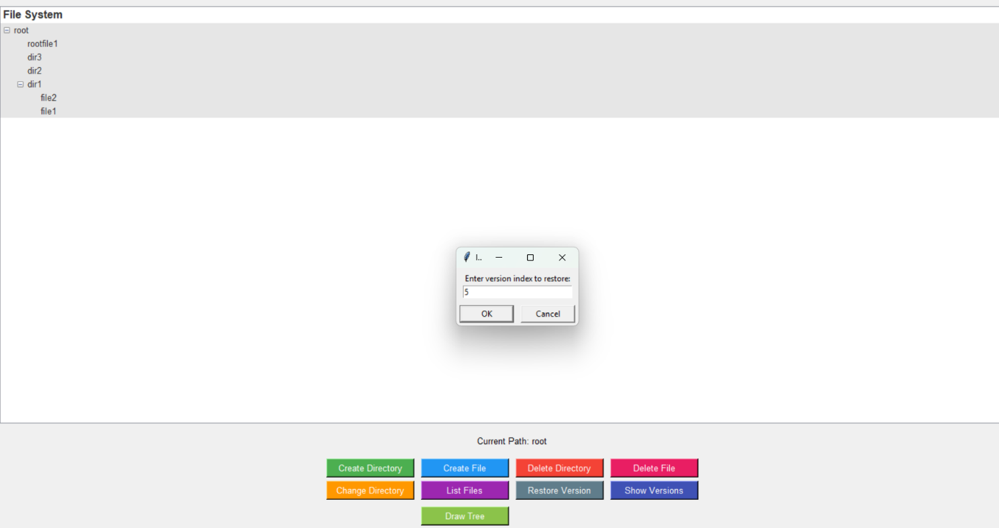 File System
root
rootfile1
dir3
dir2
dir1
file2
file1
I..
Enter version index to restore:
5
OK Cancel
Current Path: root
Create Directory Create File Delete Directory Delete File
Change Directory List Files Restore Version Show Versions
Draw Tree